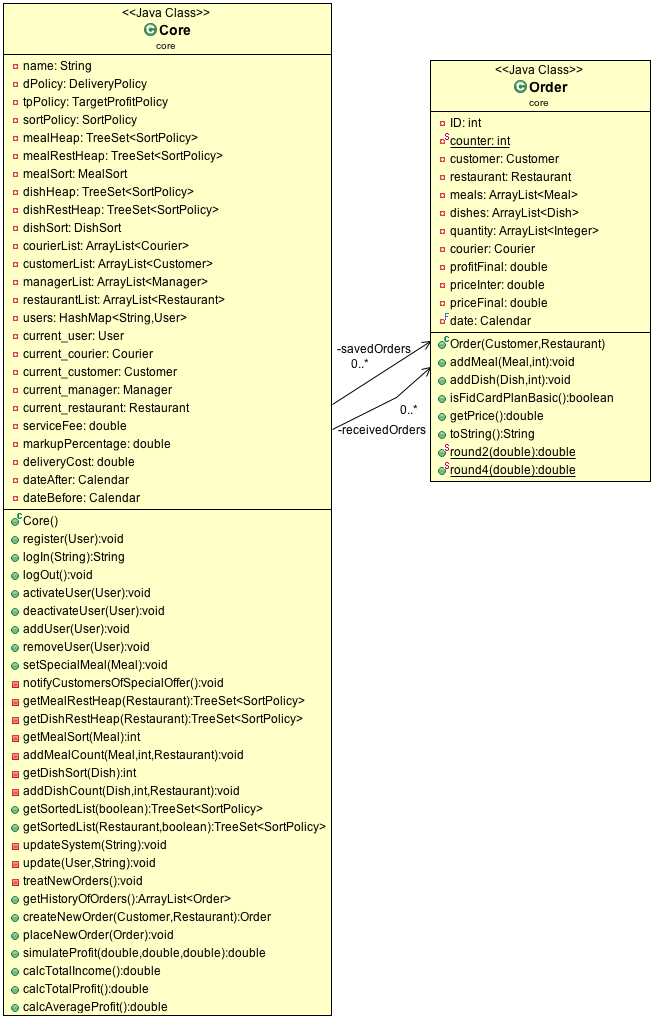 <<Java Class>>
Core
core
name: String
dPolicy: DeliveryPolicy
tpPolicy: TargetProfitPolicy
sortPolicy: SortPolicy
mealHeap: TreeSet<SortPolicy>
mealRestHeap: TreeSet<SortPolicy>
mealSort: MealSort
dishHeap: TreeSet<SortPolicy>
dishRestHeap: TreeSet<SortPolicy>
dishSort: DishSort
courierList: ArrayList<Courier>
customerList: ArrayList<Customer>
managerList: ArrayList<Manager>
restaurantList: ArrayList<Restaurant>
users: HashMap<String,User>
current_user: User
current_courier: Courier
current_customer: Customer
current_manager: Manager
current_restaurant: Restaurant
serviceFee: double
markupPercentage: double
deliveryCost: double
dateAfter: Calendar
dateBefore: Calendar
Core()
register(User):void
logIn(String):String
logOut():void
activateUser(User):void
deactivateUser(User):void
addUser(User):void
removeUser(User):void
setSpecialMeal(Meal):void
notifyCustomersOfSpecialOffer():void
getMealRestHeap(Restaurant):TreeSet<SortPolicy>
getDishRestHeap(Restaurant):TreeSet<SortPolicy>
getMealSort(Meal):int
addMealCount(Meal,int,Restaurant):void
getDishSort(Dish):int
addDishCount(Dish,int,Restaurant):void
getSortedList(boolean):TreeSet<SortPolicy>
getSortedList(Restaurant,boolean):TreeSet<SortPolicy>
updateSystem(String):void
update(User,String):void
treatNewOrders():void
getHistoryOfOrders():ArrayList<Order>
createNewOrder(Customer,Restaurant):Order
placeNewOrder(Order):void
simulateProfit(double,double,double):double
calcTotalIncome():double
calcTotalProfit():double
calcAverageProfit():double
-savedOrders
0..*
0..*
-receivedOrders
<<Java Class>>
Order
core
ID: int
counter: int
customer: Customer
restaurant: Restaurant
meals: ArrayList<Meal>
dishes: ArrayList<Dish>
quantity: ArrayList<Integer>
courier: Courier
profitFinal: double
priceInter: double
priceFinal: double
date: Calendar
Order(Customer,Restaurant)
addMeal(Meal,int):void
addDish(Dish,int):void
isFidCardPlanBasic():boolean
getPrice():double
toString():String
round2(double):double
round4(double):double